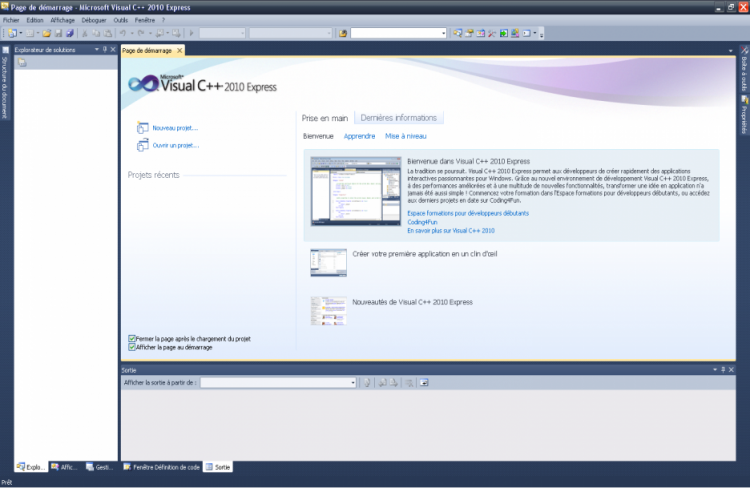 Page de démarrage - Microsoft Visual C++ 2010 Express
Fichier Edition Affichage Déboguer Outils Fenêtre ?
Explorateur de solutions
Page de démarrage
Structure du document
Boîte à outils
Propriétés
Microsoft
Visual C++ 2010 Express
Nouveau projet...
Ouvrir un projet...
Projets récents
Prise en main Dernières informations
Bienvenue Apprendre Mise à niveau
Bienvenue dans Visual C++ 2010 Express
La tradition se poursuit. Visual C++ 2010 Express permet aux développeurs de créer rapidement des applications
interactives passionnantes pour Windows. Grâce au nouvel environnement de développement Visual C++ 2010 Express,
à des performances améliorées et à une multitude de nouvelles fonctionnalités, transformer une idée en application n'a
jamais été aussi simple ! Commencez votre formation dans l'Espace formations pour développeurs débutants, ou accédez
aux derniers projets en date sur Coding4Fun.
Espace formations pour développeurs débutants
Coding4Fun
En savoir plus sur Visual C++ 2010
Créer votre première application en un clin d'œil
Nouveautés de Visual C++ 2010 Express
Fermer la page après le chargement du projet
Afficher la page au démarrage
Sortie
Afficher la sortie à partir de :
Explo... Affic... Gesti... Fenêtre Définition de code Sortie
Prêt